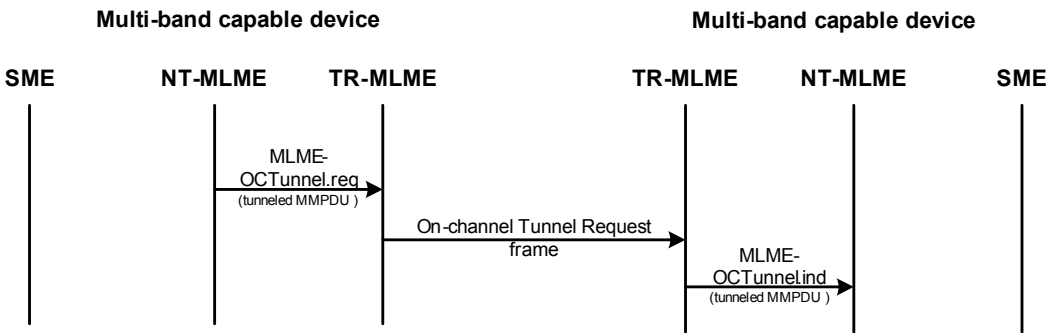 Multi-band capable device
Multi-band capable device
SME
NT-MLME
TR-MLME
TR-MLME
NT-MLME
SME
MLME-
OCTunnel.req
(tunneled MMPDU )
On-channel Tunnel Request
frame
MLME-
OCTunnel.ind
(tunneled MMPDU )